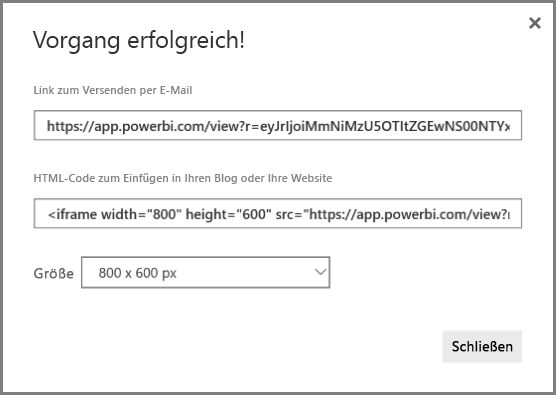 Vorgang erfolgreich!
Link zum Versenden per E-Mail
https://app.powerbi.com/view?r=eyJrIjoiMmNiMzU5OTItZGEwNS00NTYx
HTML-Code zum Einfügen in Ihren Blog oder Ihre Website
<iframe width="800" height="600" src="https://app.powerbi.com/view?r
Größe 800 x 600 px
Schließen